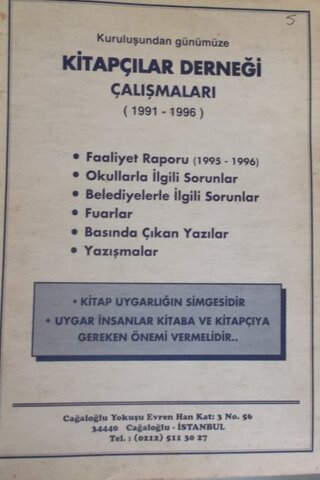 5
Kuruluşundan günümüze
KİTAPÇILAR DERNEĞİ
ÇALIŞMALARI
( 1991 - 1996 )
• Faaliyet Raporu (1995 - 1996)
• Okullarla İlgili Sorunlar
• Belediyelerle İlgili Sorunlar
• Fuarlar
• Basında Çıkan Yazılar
• Yazışmalar
• KİTAP UYGARLIĞIN SİMGESİDİR
• UYGAR İNSANLAR KİTABA VE KİTAPÇIYA
GEREKEN ÖNEMİ VERMELİDİR..
Cağaloğlu Yokuşu Evren Han Kat: 3 No. 56
34440 Cağaloğlu - İSTANBUL
Tel. : (0212) 511 30 27